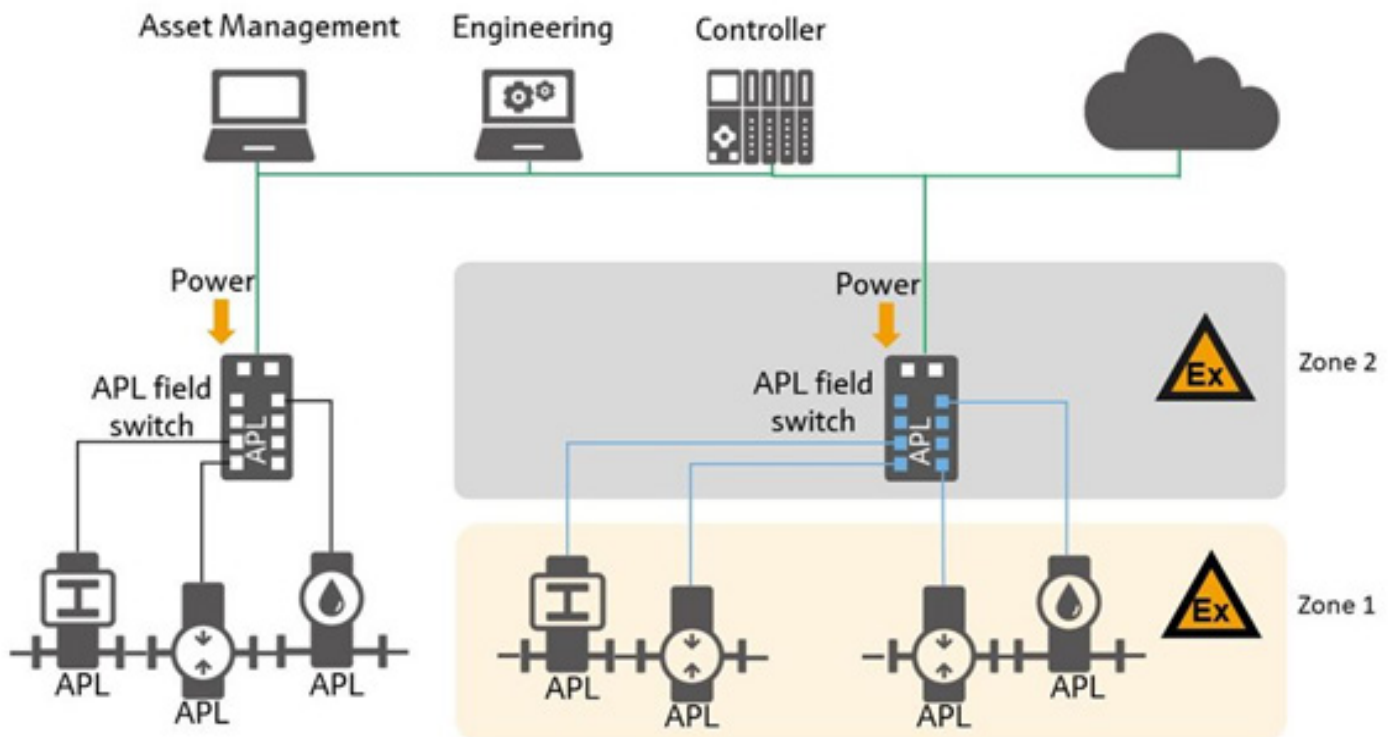 Asset Management
Engineering
Controller
Power
APL field
switch
APL
Power
APL field
switch
APL
Ex
Zone 2
Ex
Zone 1
APL
APL
APL
APL
APL
APL
APL